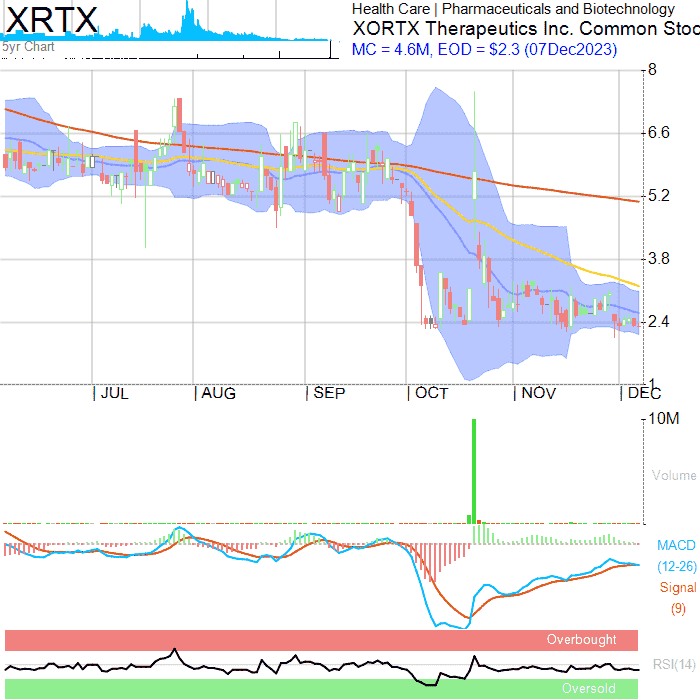 XRTX
5yr Chart
Health Care | Pharmaceuticals and Biotechnology
XORTX Therapeutics Inc. Common Stoc
MC = 4.6M, EOD = $2.3 (07Dec2023)
8
6.6
5.2
3.8
2.4
1
JUL
AUG
SEP
OCT
NOV
DEC
10M
Volume
MACD
(12-26)
Signal
(9)
Overbought
RSI(14)
Oversold